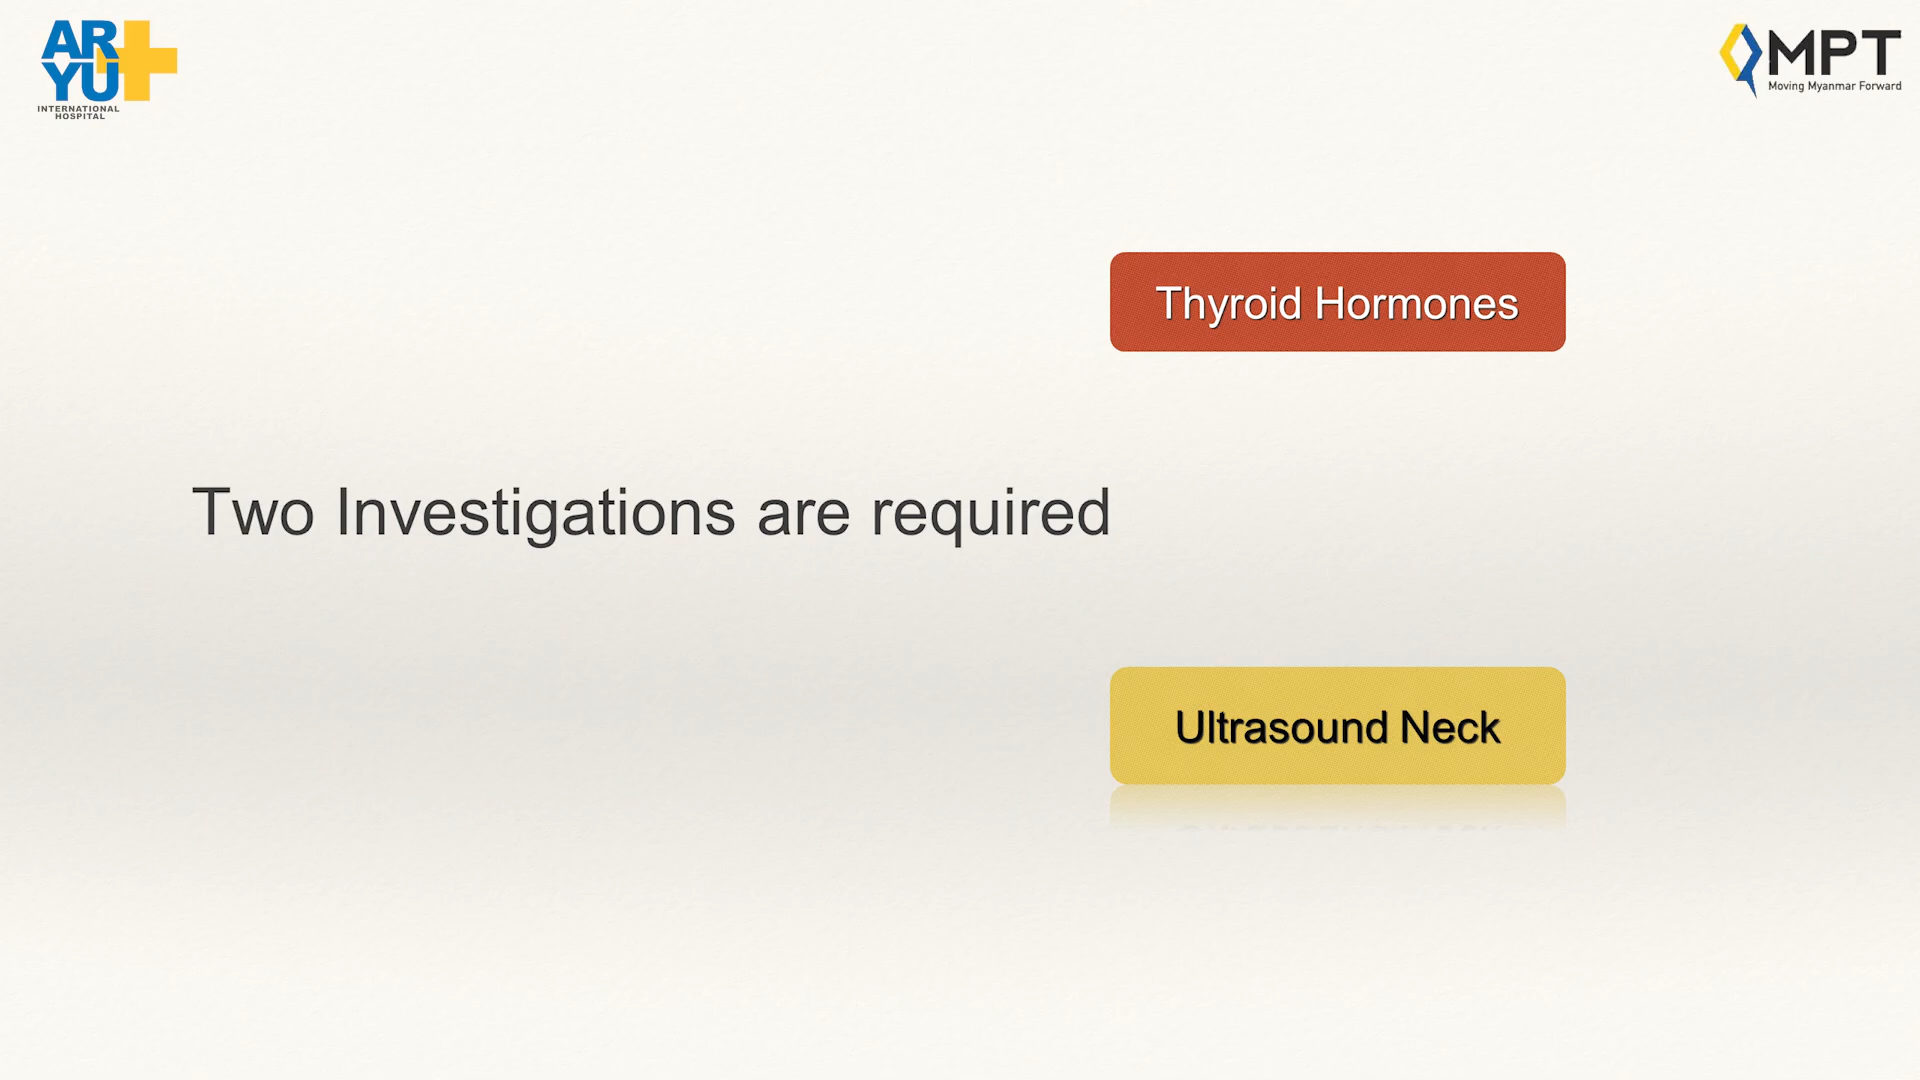 AR
YU
INTERNATIONAL
HOSPITAL
MPT
Moving Myanmar Forward
Thyroid Hormones
Two Investigations are required
Ultrasound Neck